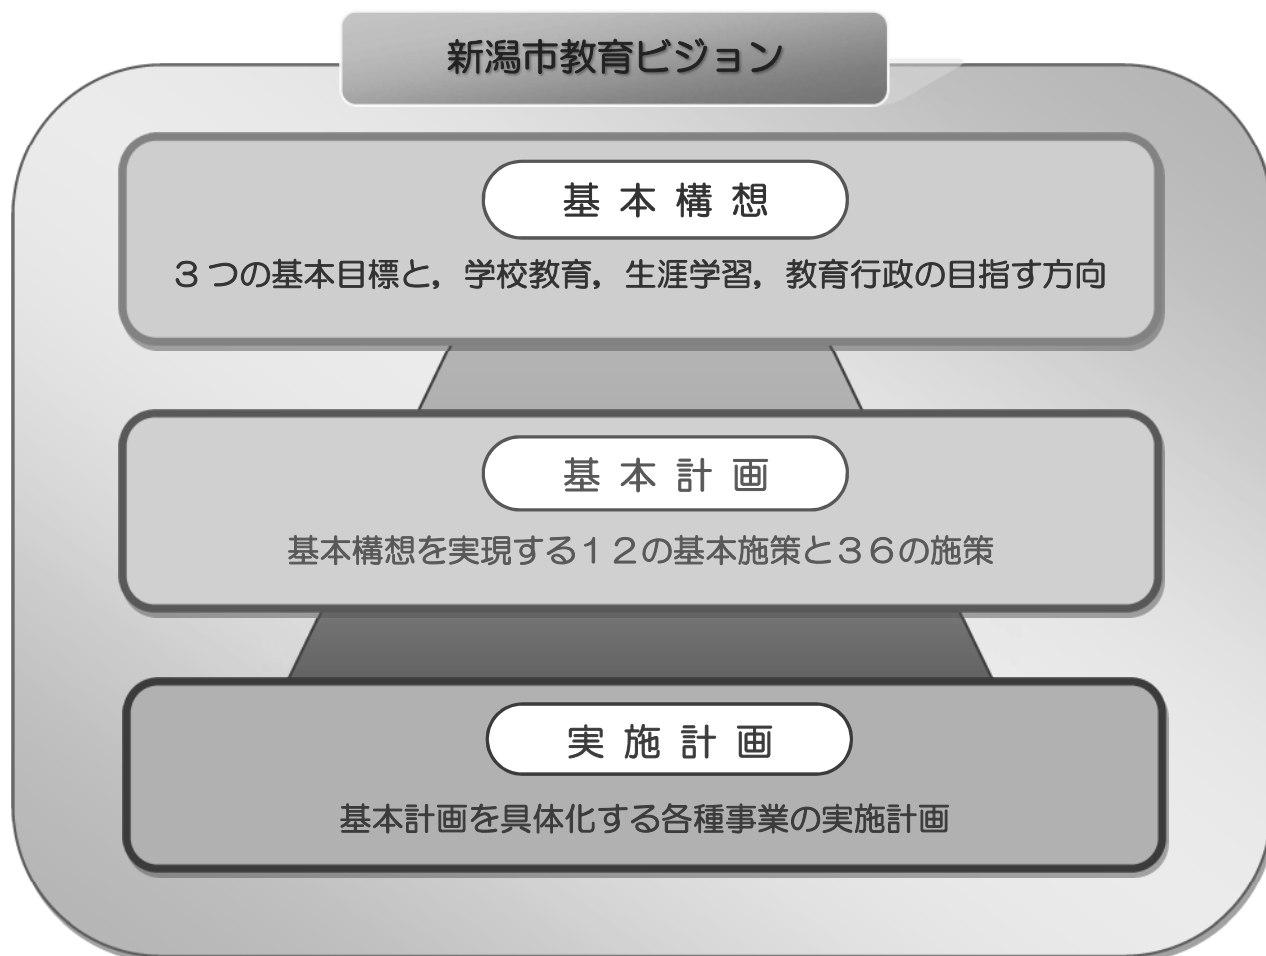 新潟市教育ビジョン
基本構想
3つの基本目標と，学校教育，生涯学習，教育行政の目指す方向
基本計画
基本構想を実現する１２の基本施策と３６の施策
実施計画
基本計画を具体化する各種事業の実施計画